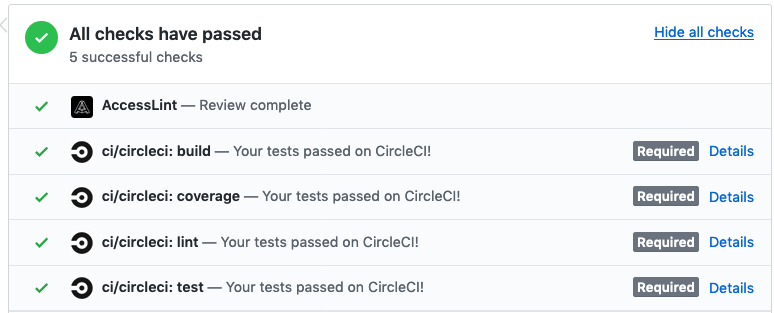 All checks have passed
Hide all checks
5 successful checks
AccessLint — Review complete
ci/circleci: build — Your tests passed on CircleCI! Required Details
ci/circleci: coverage — Your tests passed on CircleCI! Required Details
ci/circleci: lint — Your tests passed on CircleCI! Required Details
ci/circleci: test — Your tests passed on CircleCI! Required Details